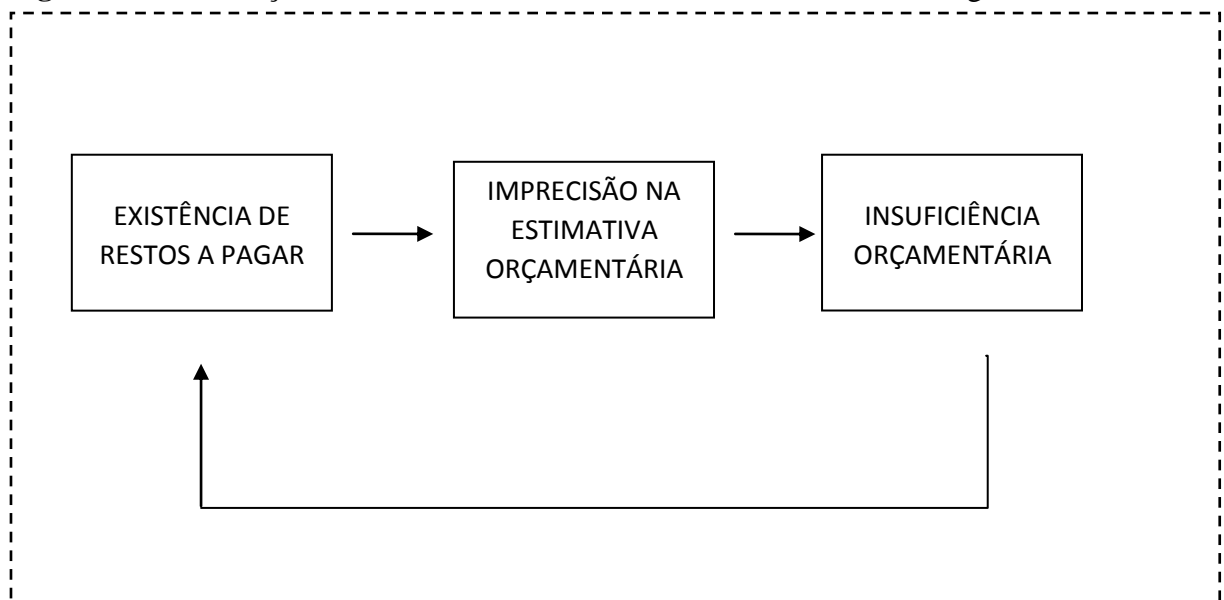 EXISTÊNCIA DE
RESTOS A PAGAR
IMPRECISÃO NA
ESTIMATIVA
ORÇAMENTÁRIA
INSUFICIÊNCIA
ORÇAMENTÁRIA